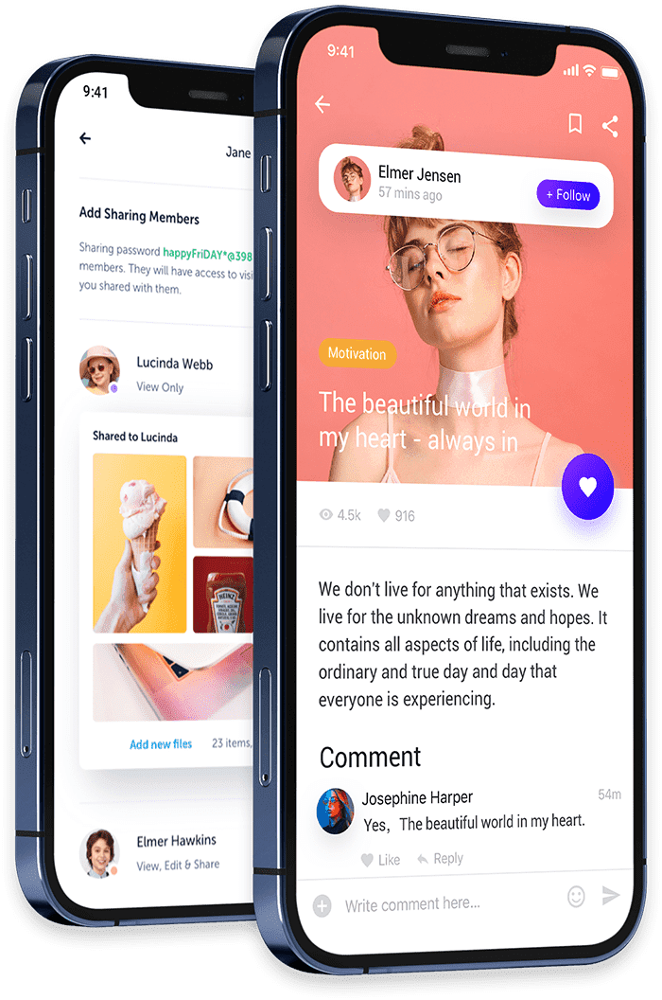 9:41
Jane
Add Sharing Members
Sharing password happyFriDAY*@398
members. They will have access to visi
you shared with them.
Lucinda Webb
View Only
Shared to Lucinda
HEINZ
TOMATO KETCHUP
Add new files
23 items,
Elmer Hawkins
View, Edit & Share
9:41
Elmer Jensen
57 mins ago
+ Follow
Motivation
The beautiful world in
my heart - always in
4.5k
916
We don't live for anything that exists. We
live for the unknown dreams and hopes. It
contains all aspects of life, including the
ordinary and true day and day that
everyone is experiencing.
Comment
Josephine Harper
54m
Yes, The beautiful world in my heart.
Like
Reply
Write comment here...